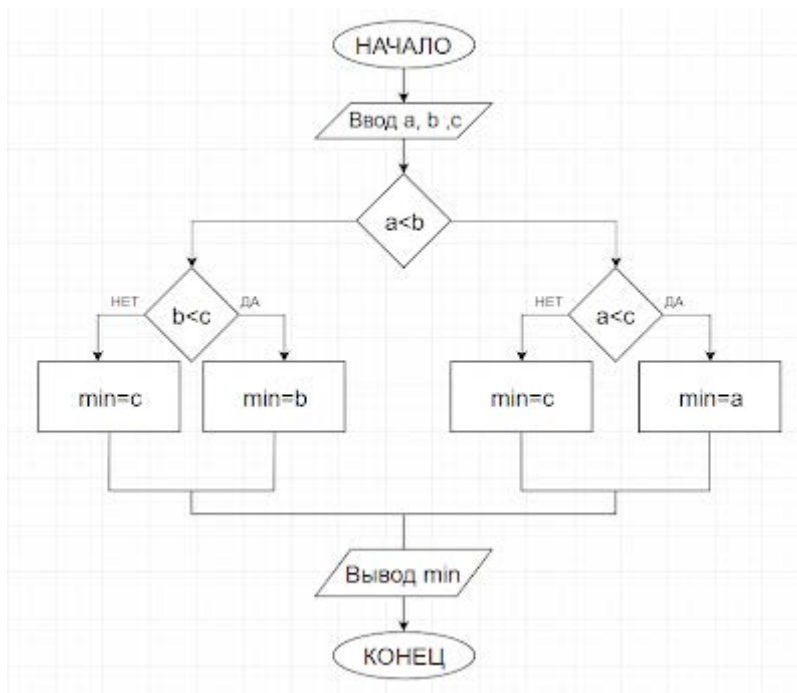 НАЧАЛО
Ввод a, b ,c
a<b
НЕТ
b<c
ДА
НЕТ
a<c
ДА
min=c
min=b
min=c
min=a
Вывод min
КОНЕЦ